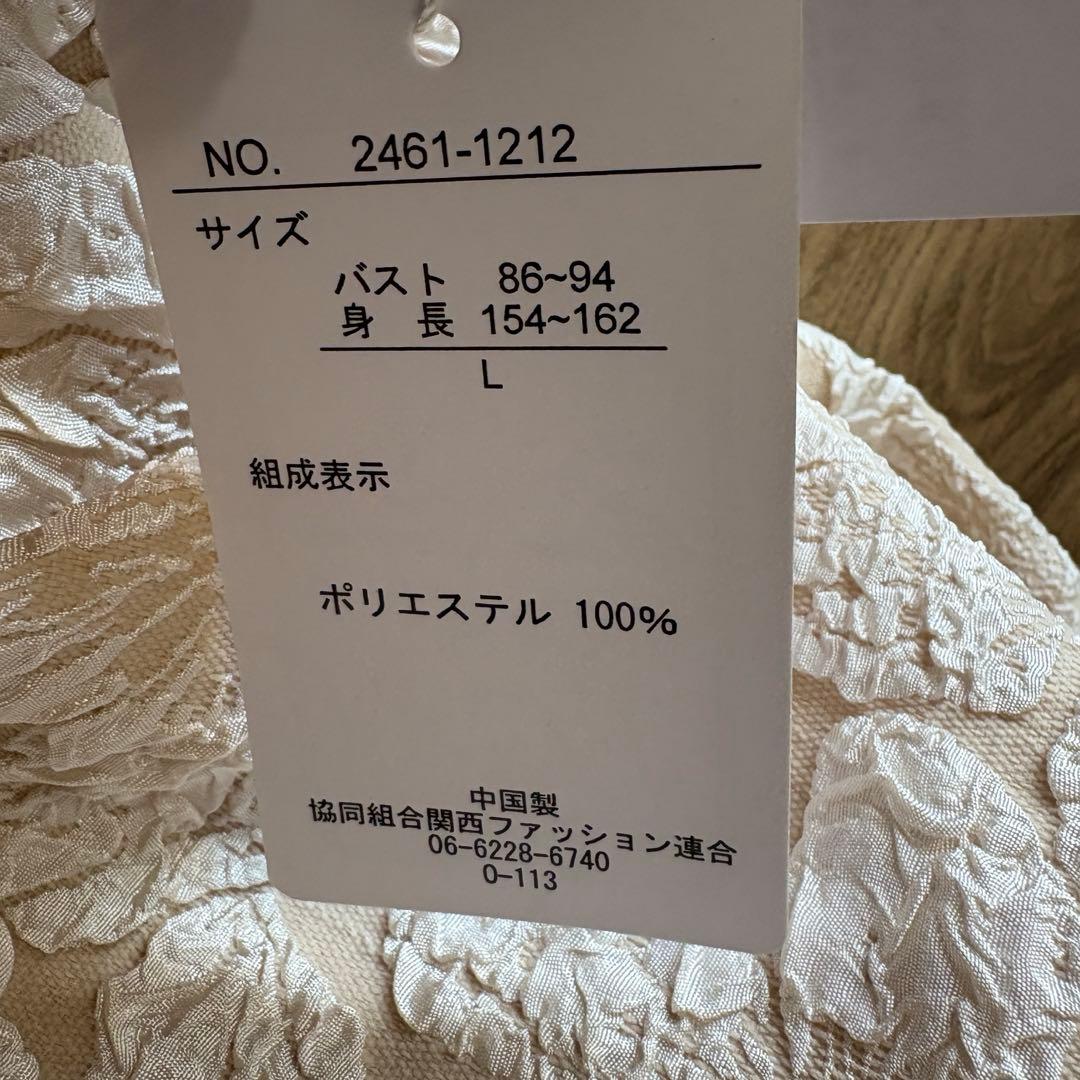 NO. 2461-1212
サイズ
バスト 86~94
身 長 154~162
L
組成表示
ポリエステル 100%
中国製
協同組合関西ファッション連合
06-6228-6740
O-113